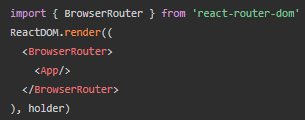 import { BrowserRouter } from 'react-router-dom'
ReactDOM.render((
  <BrowserRouter>
    <App/>
  </BrowserRouter>
), holder)